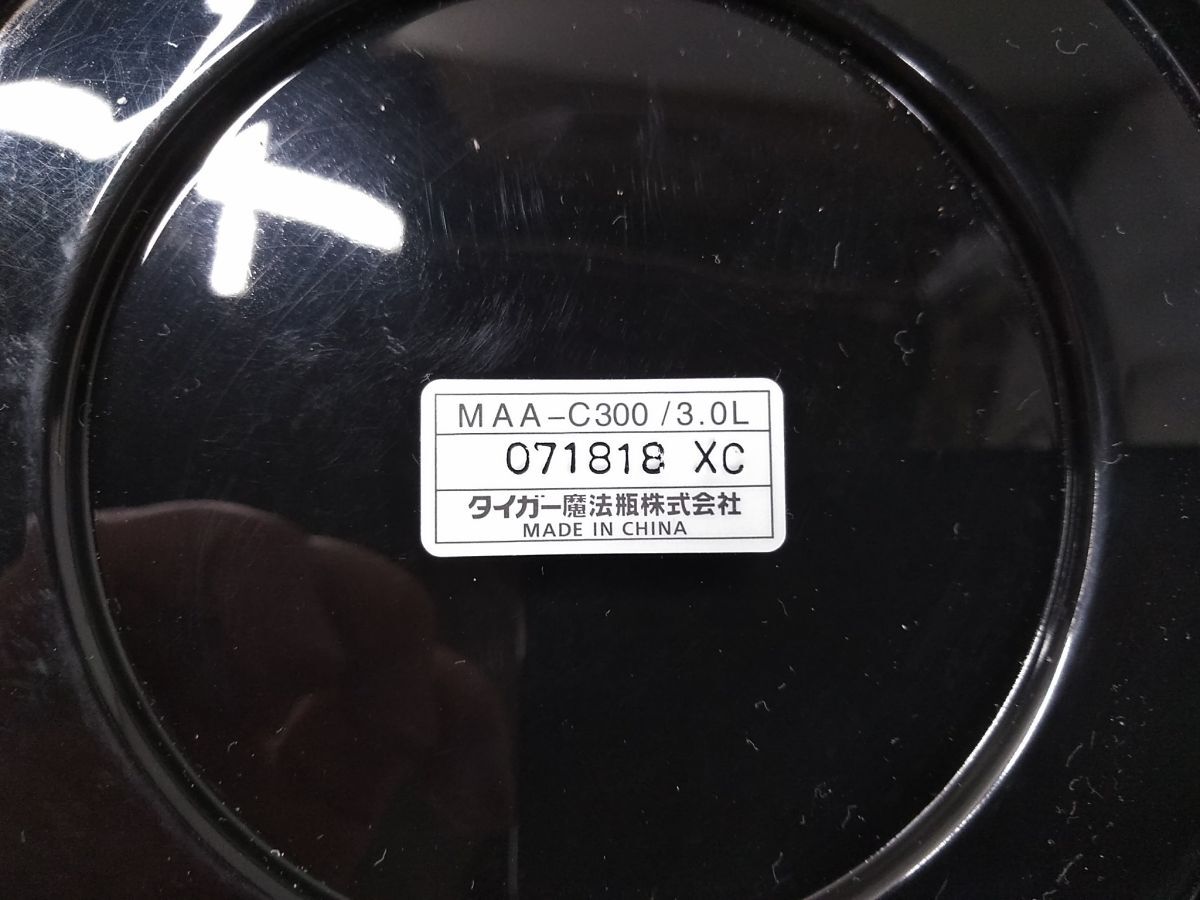 MAA-C300/3.0L
071818 XC
タイガー魔法瓶株式会社
MADE IN CHINA